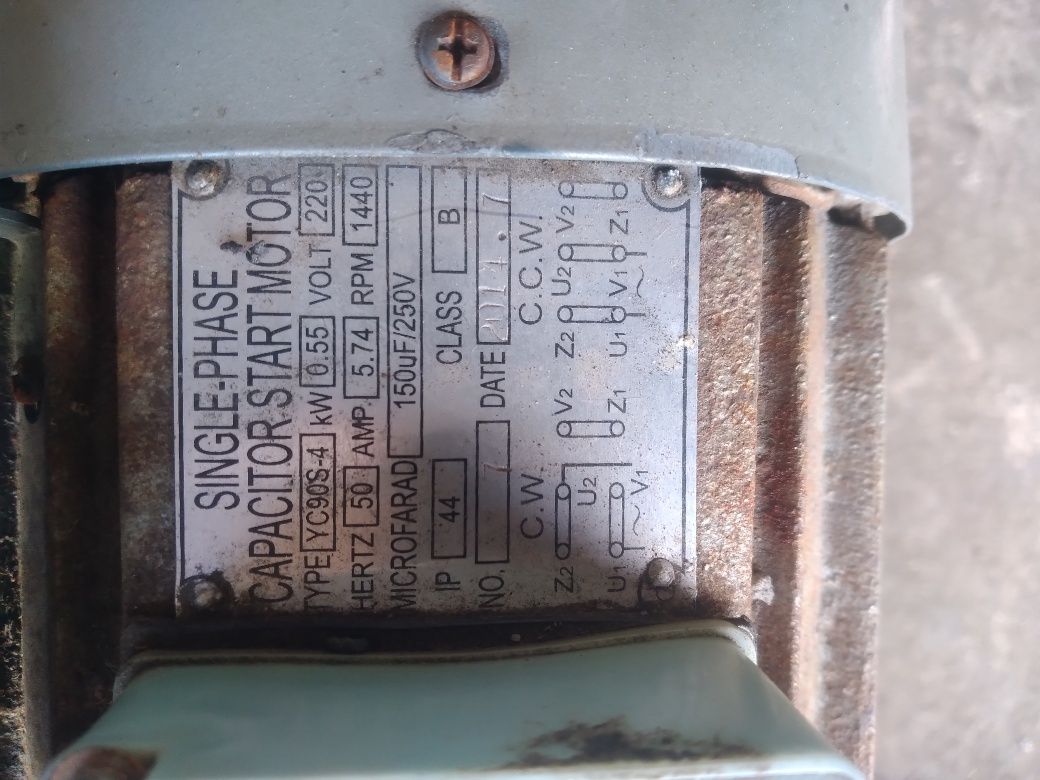 SINGLE-PHASE
CAPACITOR START MOTOR
TYPE YC90S-4 kW 0.55 VOLT 220
HERTZ 50 AMP. 5.74 RPM 1440
MICROFARAD 150uF/250V
IP 44 CLASS B
NO. 7 DATE 2014.7
C.W. C.C.W.
Z2 U2 V2 Z2 U2 V2
U1 ~ V1 Z1 U1 V1 ~ Z1